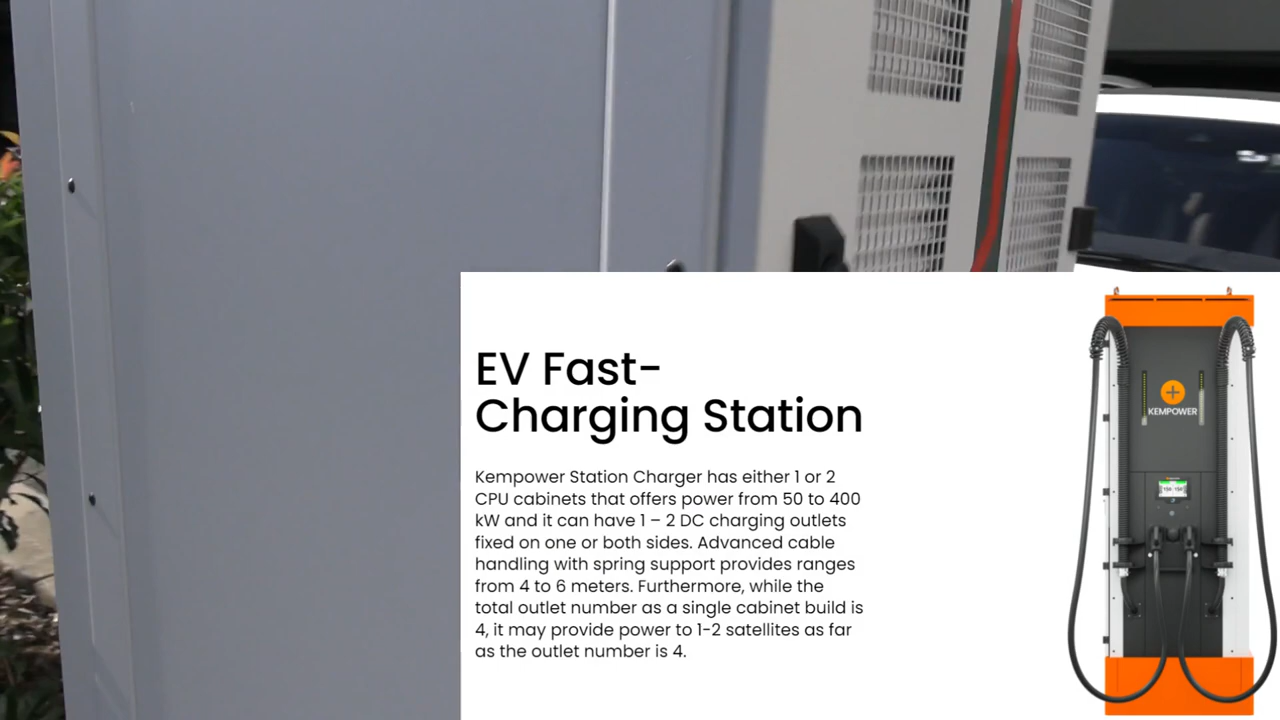 EV Fast-
Charging Station
Kempower Station Charger has either 1 or 2
CPU cabinets that offers power from 50 to 400
kW and it can have 1 – 2 DC charging outlets
fixed on one or both sides. Advanced cable
handling with spring support provides ranges
from 4 to 6 meters. Furthermore, while the
total outlet number as a single cabinet build is
4, it may provide power to 1-2 satellites as far
as the outlet number is 4.
KEMPOWER